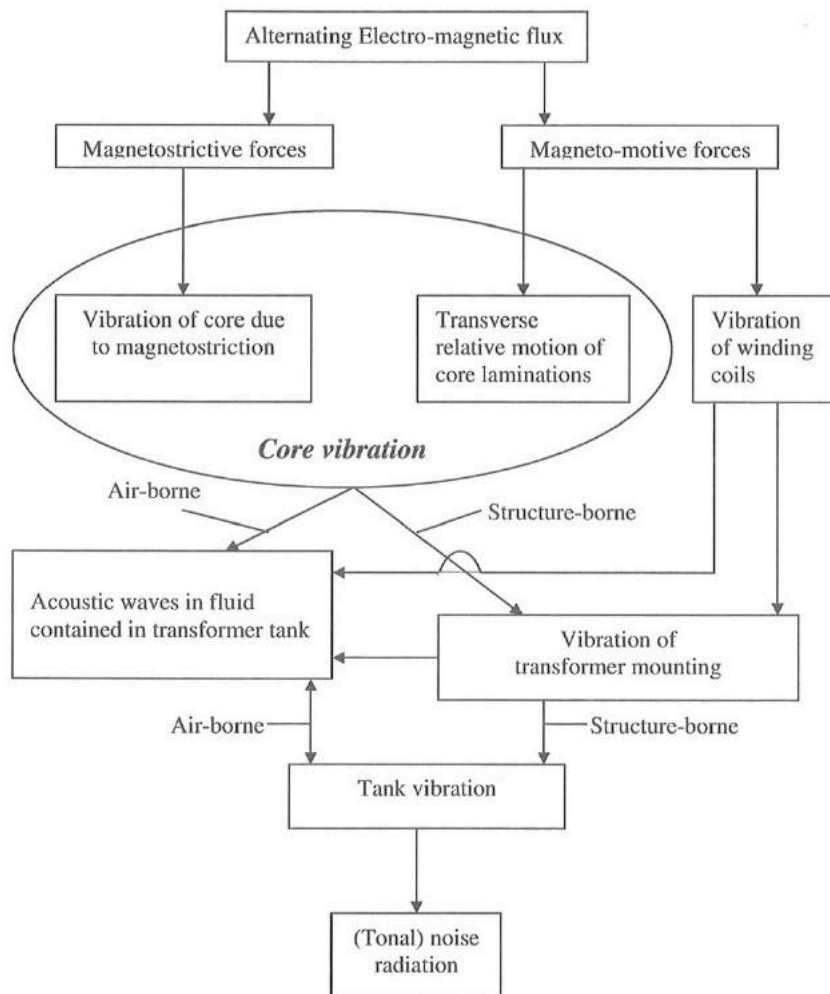 Alternating Electro-magnetic flux
Magnetostrictive forces
Magneto-motive forces
Vibration of core due
to magnetostriction
Transverse
relative motion of
core laminations
Vibration
of winding
coils
Core vibration
Air-borne
Structure-borne
Acoustic waves in fluid
contained in transformer tank
Vibration of
transformer mounting
Air-borne
Structure-borne
Tank vibration
(Tonal) noise
radiation